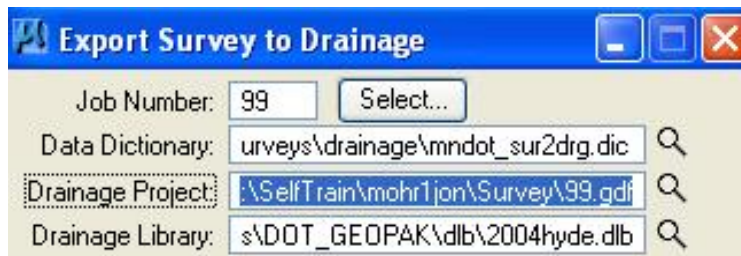 Export Survey to Drainage
Job Number: 99 Select...
Data Dictionary: urveys\drainage\mndot_sur2drg.dic
Drainage Project: :\SelfTrain\mohr1jon\Survey\99.gdf
Drainage Library: s\DOT_GEOPAK\dlb\2004hyde.dlb